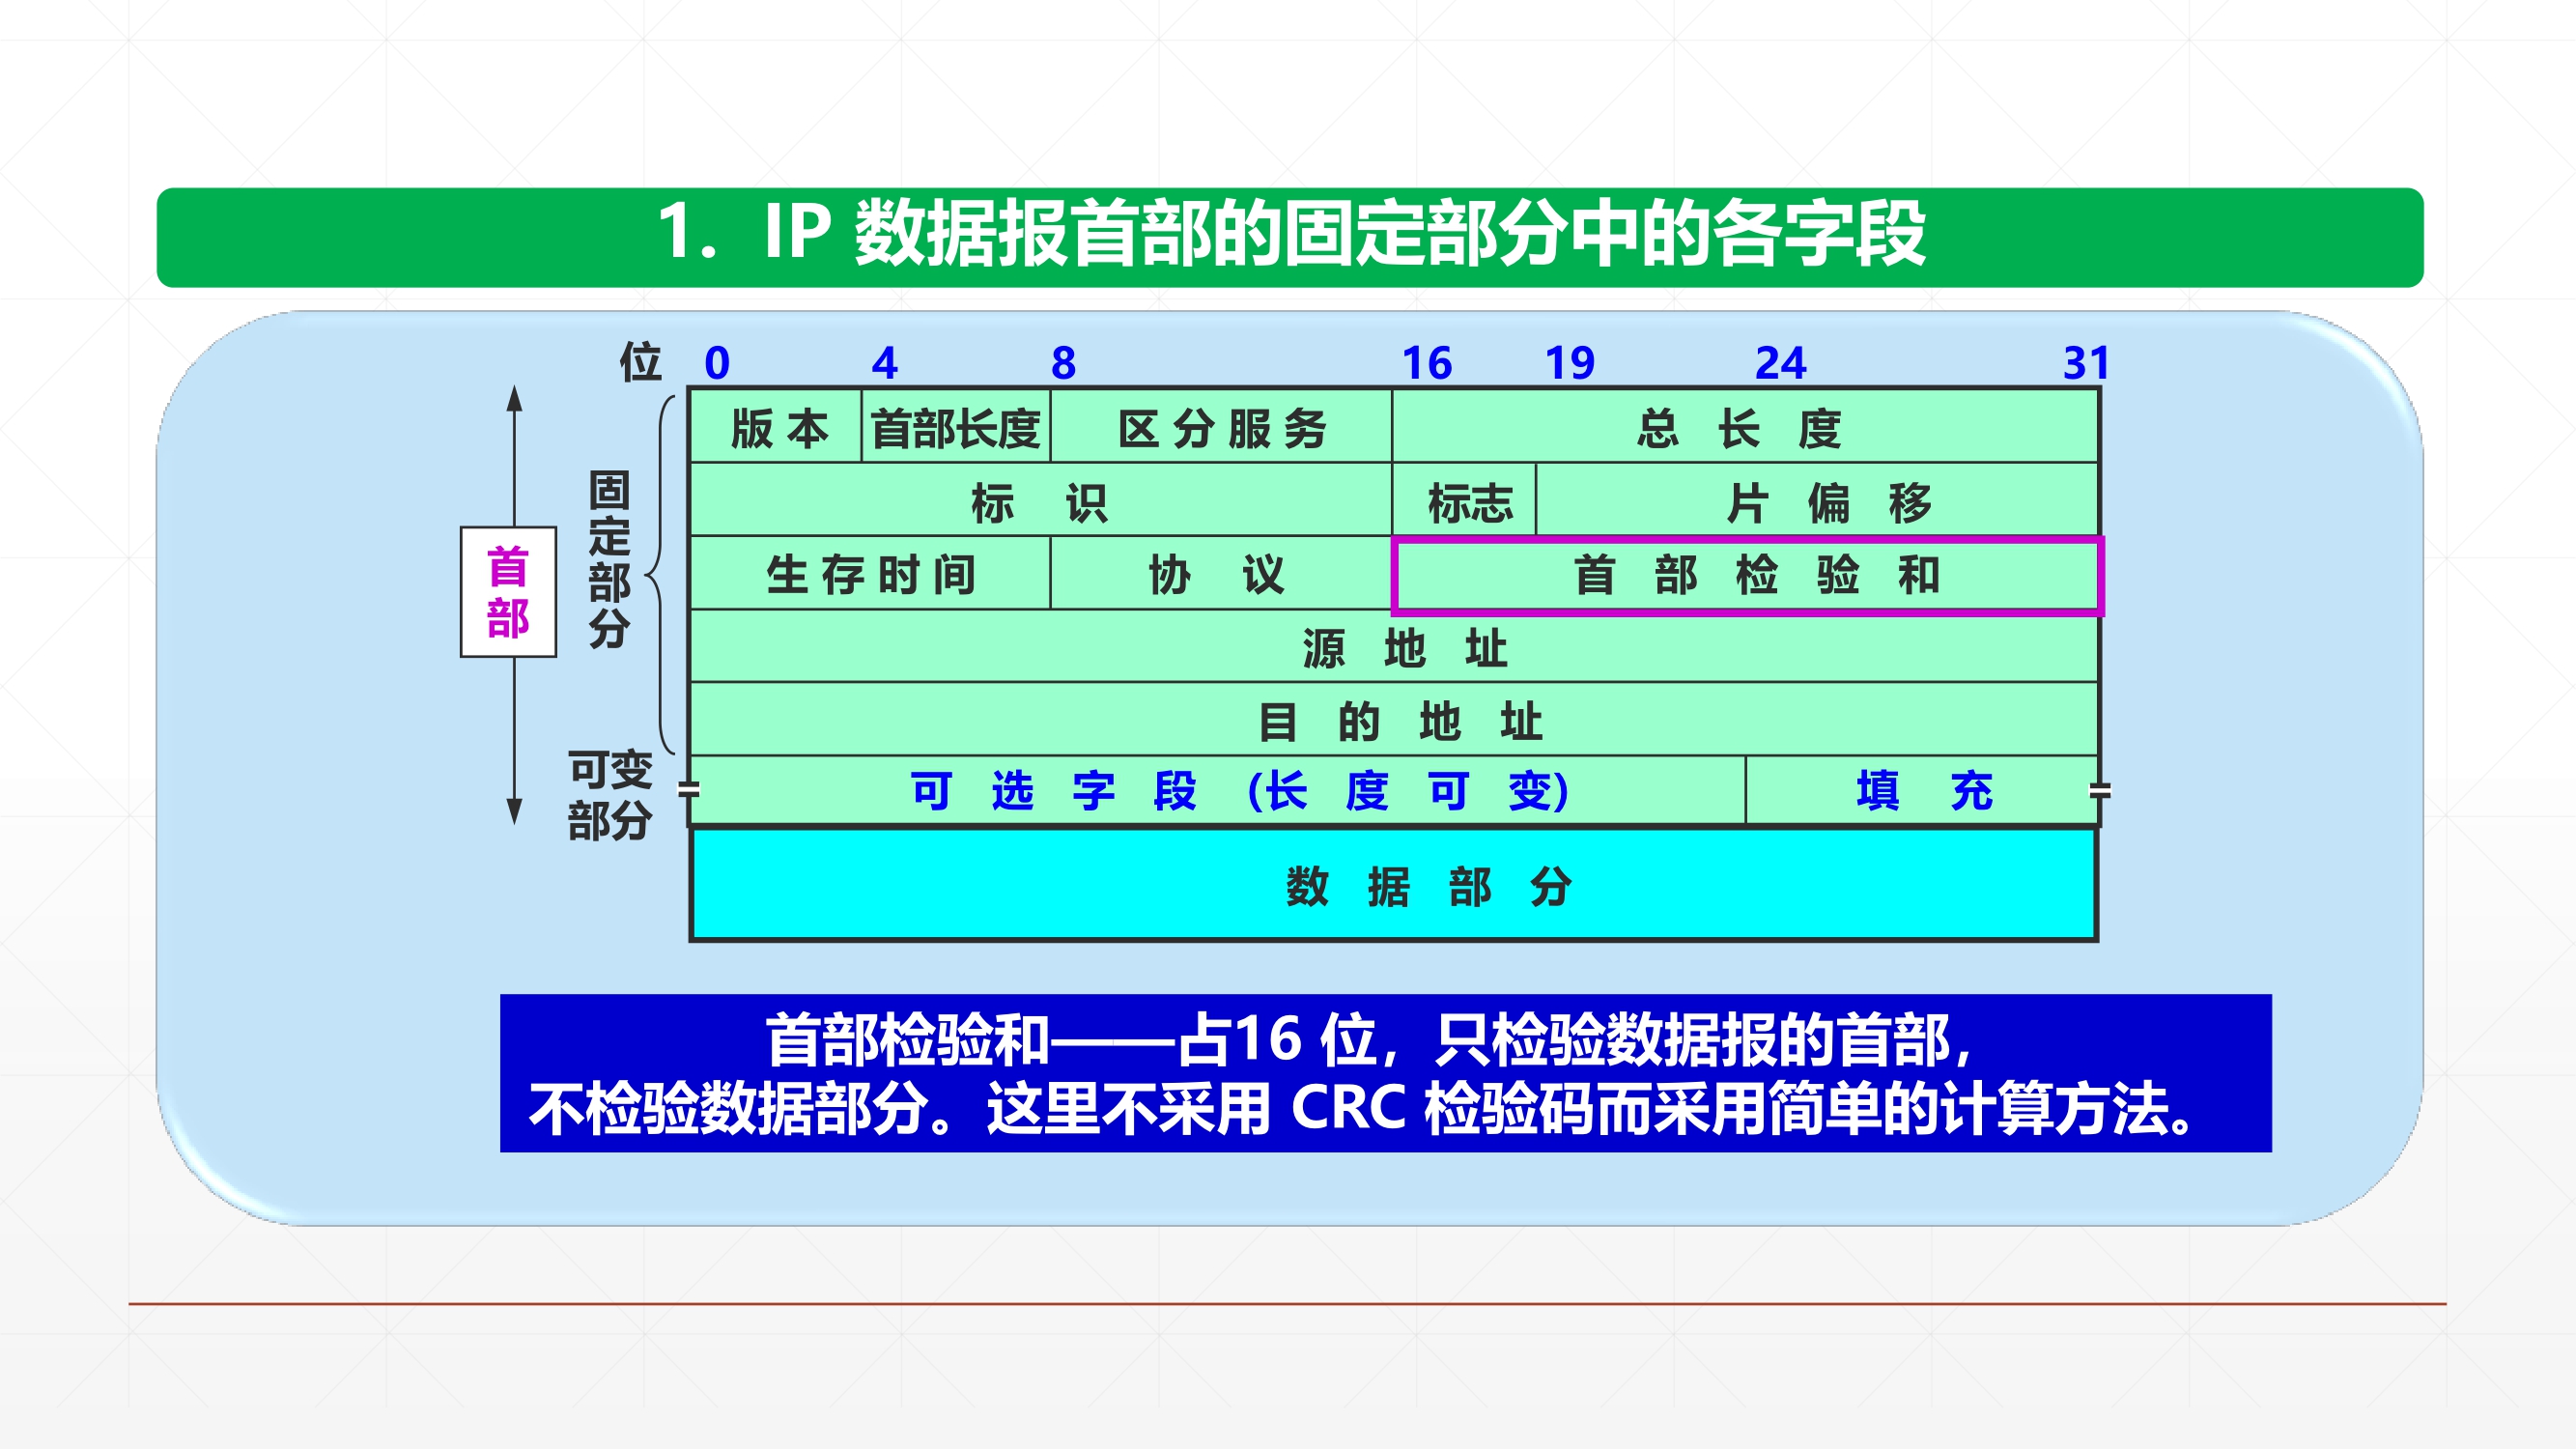 1. IP 数据报首部的固定部分中的各字段
位 0 4 8 16 19 24 31
版 本 首部长度 区 分 服 务 总 长 度
标 识 标志 片 偏 移
生 存 时 间 协 议 首 部 检 验 和
源 地 址
目 的 地 址
可 选 字 段 (长 度 可 变) 填 充
数 据 部 分
首
部
固
定
部
分
可变
部分
首部检验和——占16 位，只检验数据报的首部，
不检验数据部分。这里不采用 CRC 检验码而采用简单的计算方法。